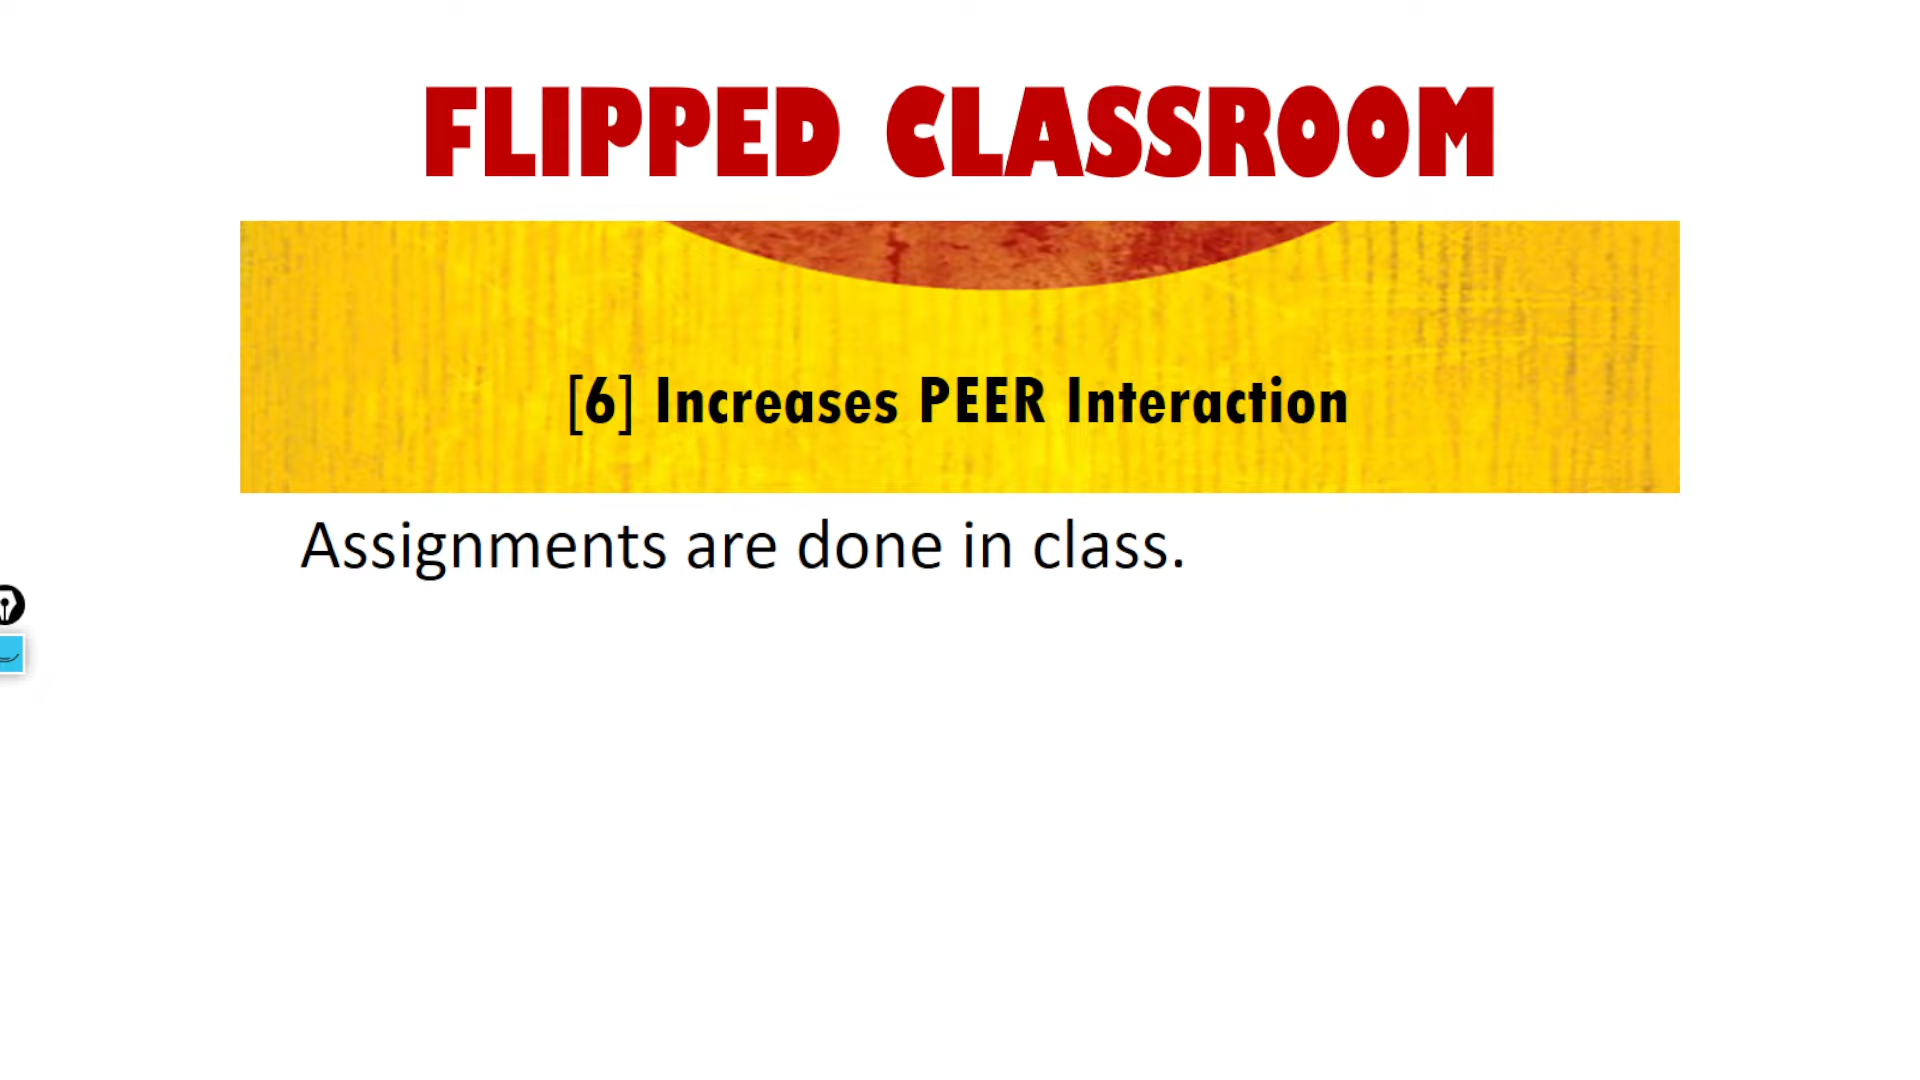 FLIPPED CLASSROOM
[6] Increases PEER Interaction
Assignments are done in class.